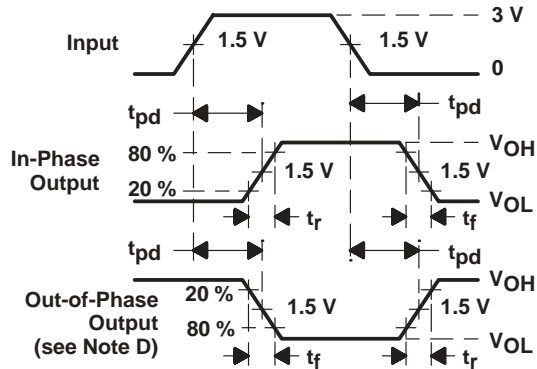 3 V
Input
1.5 V
1.5 V
0
tpd
tpd
80 %
VOH
In-Phase
Output
1.5 V
1.5 V
20 %
VOL
tr
tf
tpd
tpd
VOH
20 %
Out-of-Phase
Output
(see Note D)
1.5 V
1.5 V
80 %
VOL
tf
tr